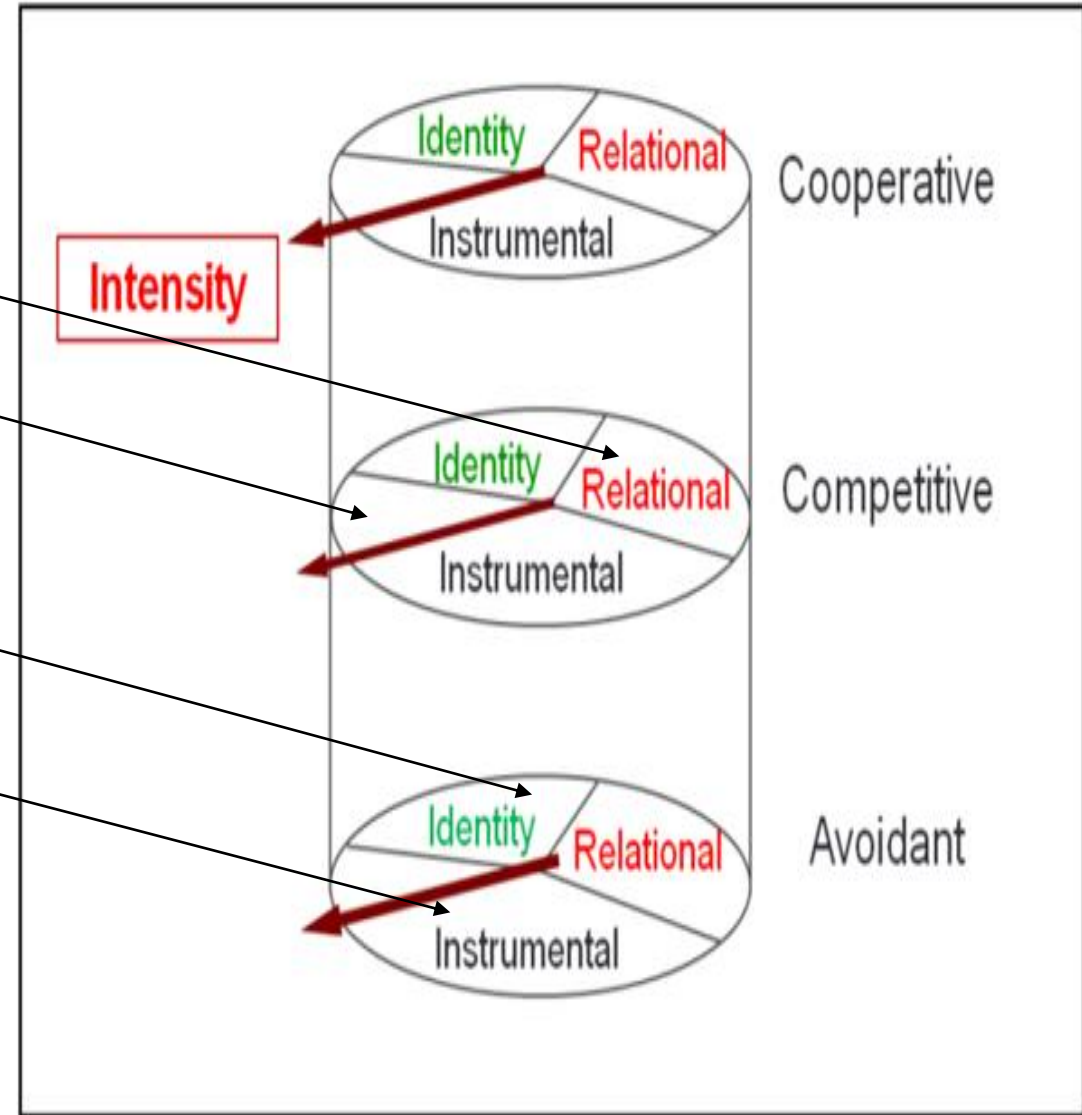 Identity
Relational
Cooperative
Instrumental
Intensity
Identity
Relational
Competitive
Instrumental
Identity
Relational
Avoidant
Instrumental